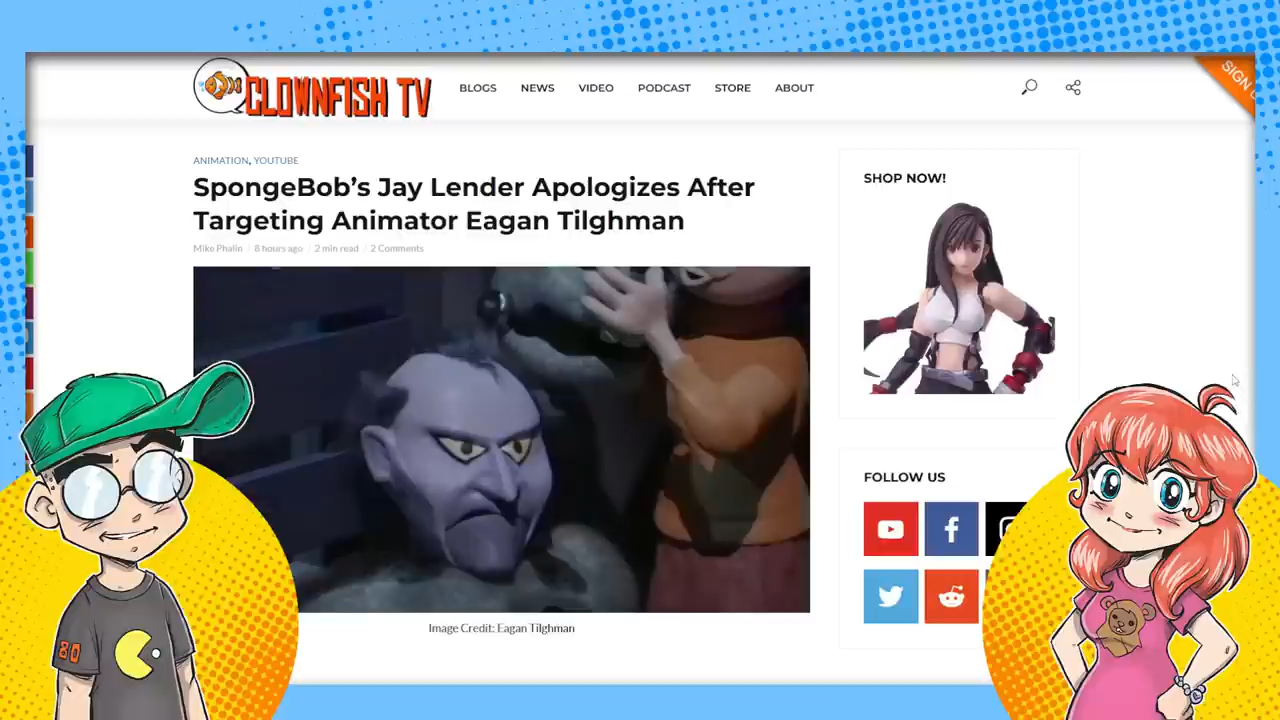 CLOWNFISH TV
BLOGS NEWS VIDEO PODCAST STORE ABOUT
SIGN
ANIMATION, YOUTUBE
SpongeBob’s Jay Lender Apologizes After
Targeting Animator Eagan Tilghman
Mike Phalin / 8 hours ago / 2 min read / 2 Comments
Image Credit: Eagan Tilghman
SHOP NOW!
FOLLOW US
80